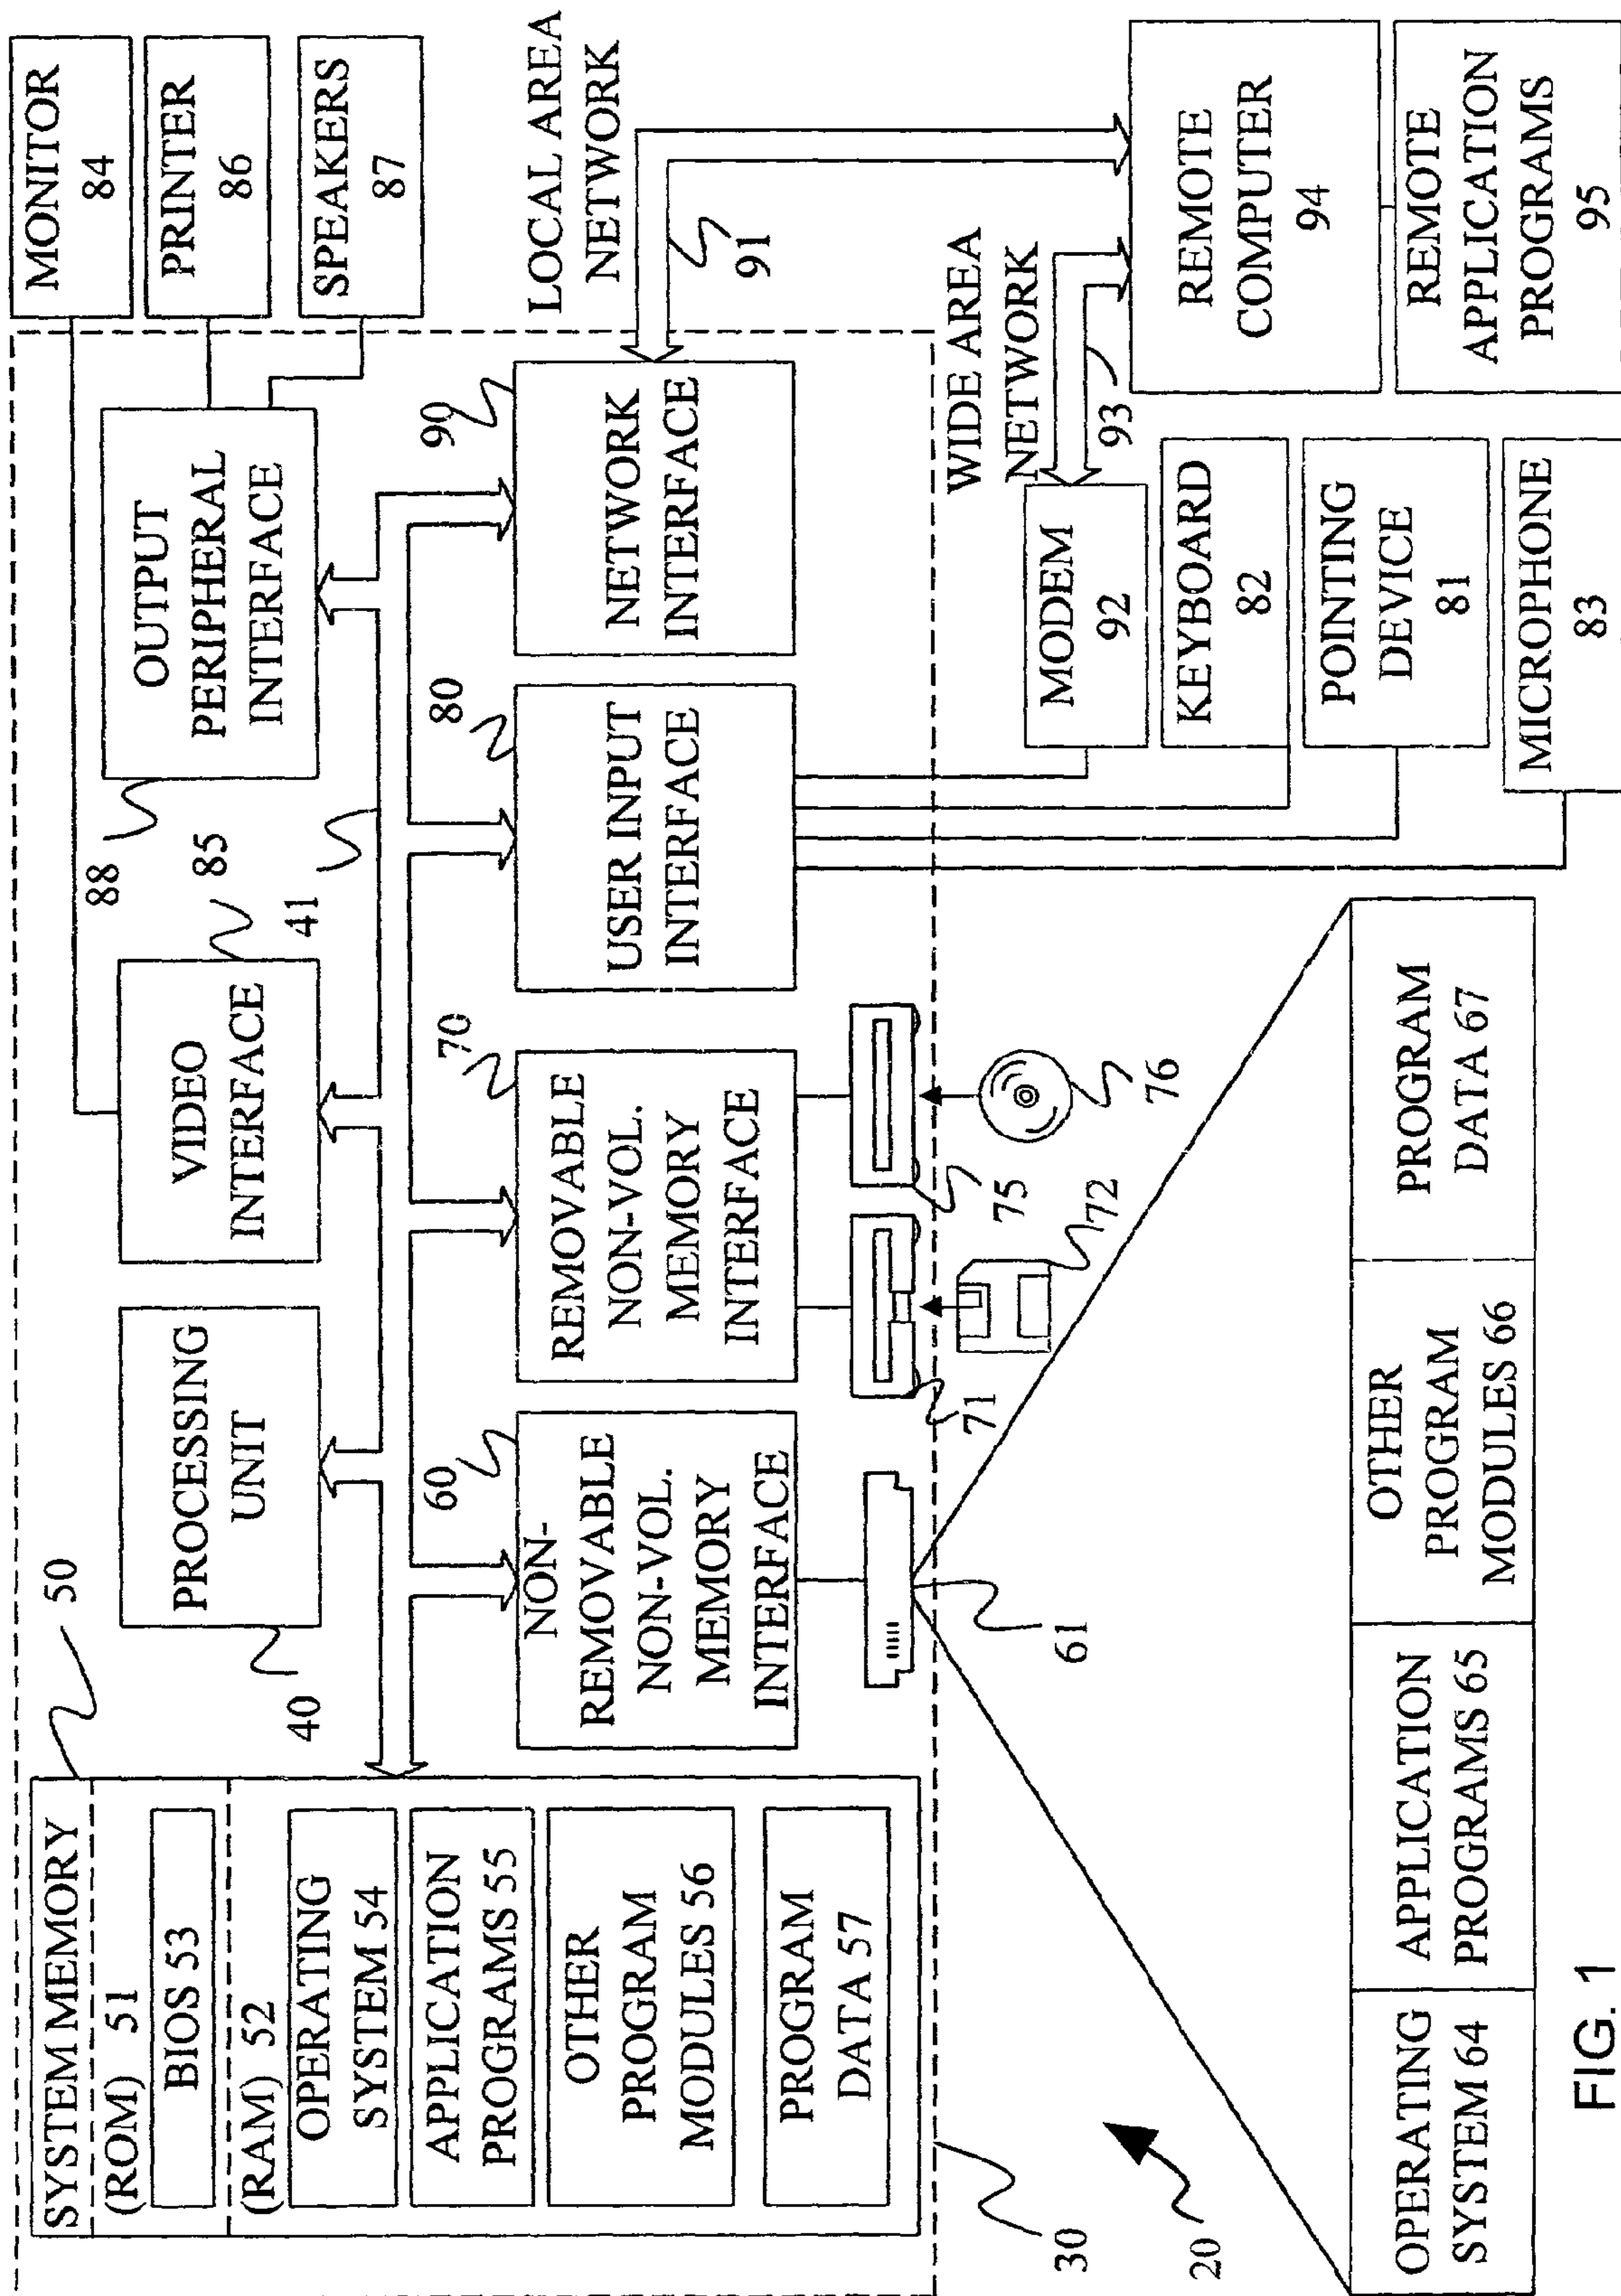 SYSTEM MEMORY
(ROM) 51
BIOS 53
(RAM) 52
OPERATING
SYSTEM 54
APPLICATION
PROGRAMS 55
OTHER
PROGRAM
MODULES 56
PROGRAM
DATA 57
50
PROCESSING
UNIT
40
VIDEO
INTERFACE
85
OUTPUT
PERIPHERAL
INTERFACE
88
41
MONITOR
84
PRINTER
86
SPEAKERS
87
60
NON-
REMOVABLE
NON-VOL.
MEMORY
INTERFACE
70
REMOVABLE
NON-VOL.
MEMORY
INTERFACE
80
USER INPUT
INTERFACE
90
NETWORK
INTERFACE
LOCAL AREA
NETWORK
91
61
71
72
75
76
30
20
WIDE AREA
NETWORK
93
MODEM
92
KEYBOARD
82
POINTING
DEVICE
81
MICROPHONE
83
REMOTE
COMPUTER
94
REMOTE
APPLICATION
PROGRAMS
95
OPERATING
SYSTEM 64
APPLICATION
PROGRAMS 65
OTHER
PROGRAM
MODULES 66
PROGRAM
DATA 67
FIG. 1